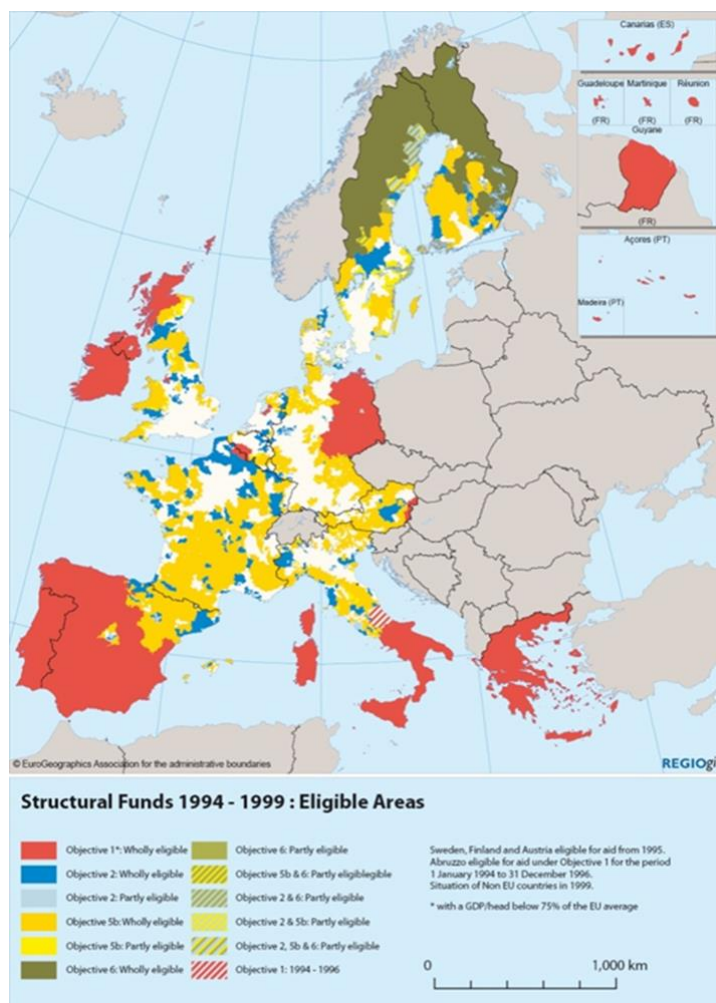 Canarias (ES)
Guadeloupe Martinique Réunion
(FR) (FR) (FR)
Guyane
(FR)
Açores (PT)
Madeira (PT)
© EuroGeographics Association for the administrative boundaries
REGIOgi
Structural Funds 1994 - 1999 : Eligible Areas
Objective 1*: Wholly eligible
Objective 2: Wholly eligible
Objective 2: Partly eligible
Objective 5b: Wholly eligible
Objective 5b: Partly eligible
Objective 6: Wholly eligible
Objective 6: Partly eligible
Objective 5b & 6: Partly eligiblegible
Objective 2 & 6: Partly eligible
Objective 2 & 5b: Partly eligible
Objective 2, 5b & 6: Partly eligible
Objective 1: 1994 - 1996
Sweden, Finland and Austria eligible for aid from 1995.
Abruzzo eligible for aid under Objective 1 for the period
1 January 1994 to 31 December 1996.
Situation of Non EU countries in 1999.
* with a GDP/head below 75% of the EU average
0 1,000 km